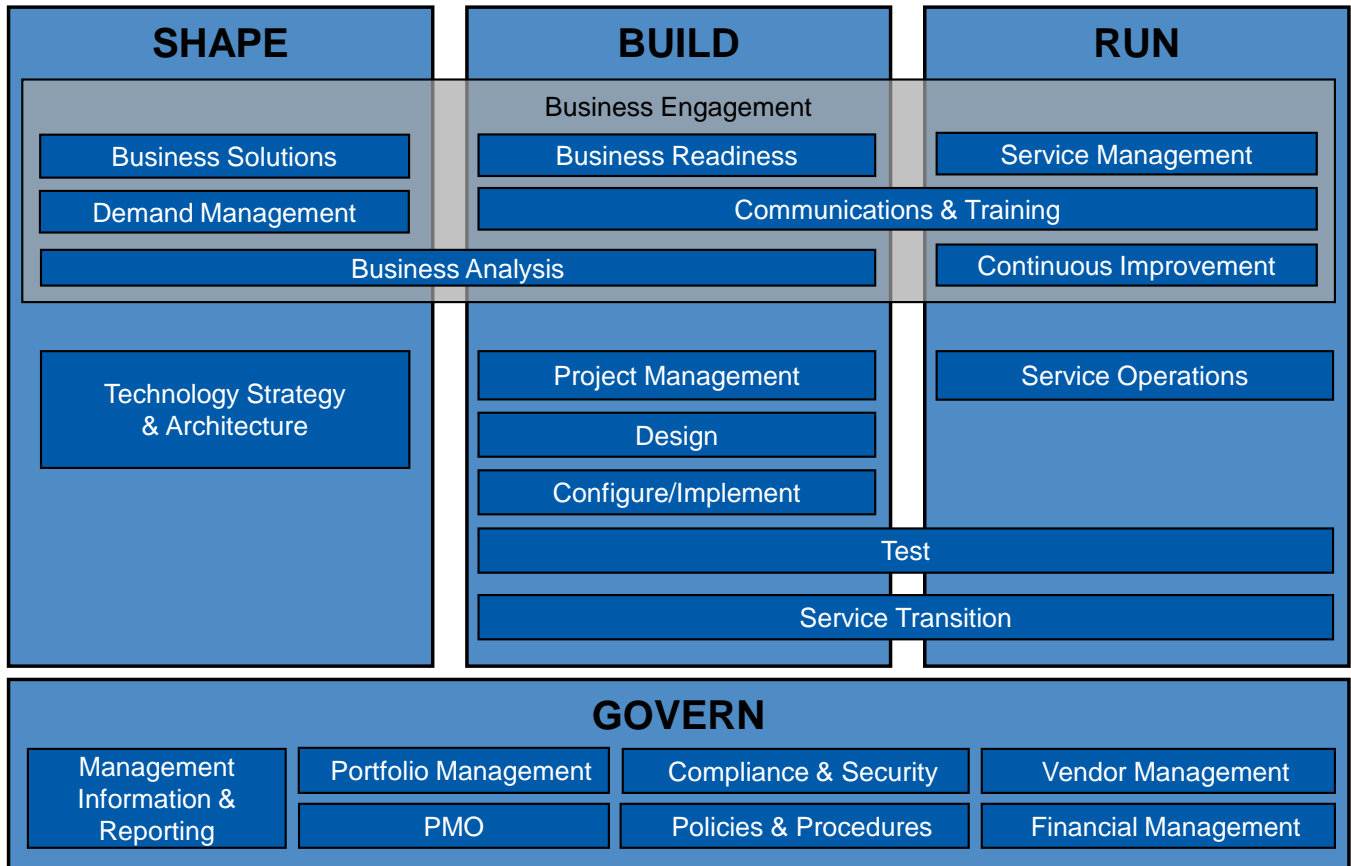 SHAPE
BUILD
RUN
Business Engagement
Business Solutions
Business Readiness
Service Management
Demand Management
Communications & Training
Business Analysis
Continuous Improvement
Technology Strategy
& Architecture
Project Management
Service Operations
Design
Configure/Implement
Test
Service Transition
GOVERN
Management
Information &
Reporting
Portfolio Management
Compliance & Security
Vendor Management
PMO
Policies & Procedures
Financial Management